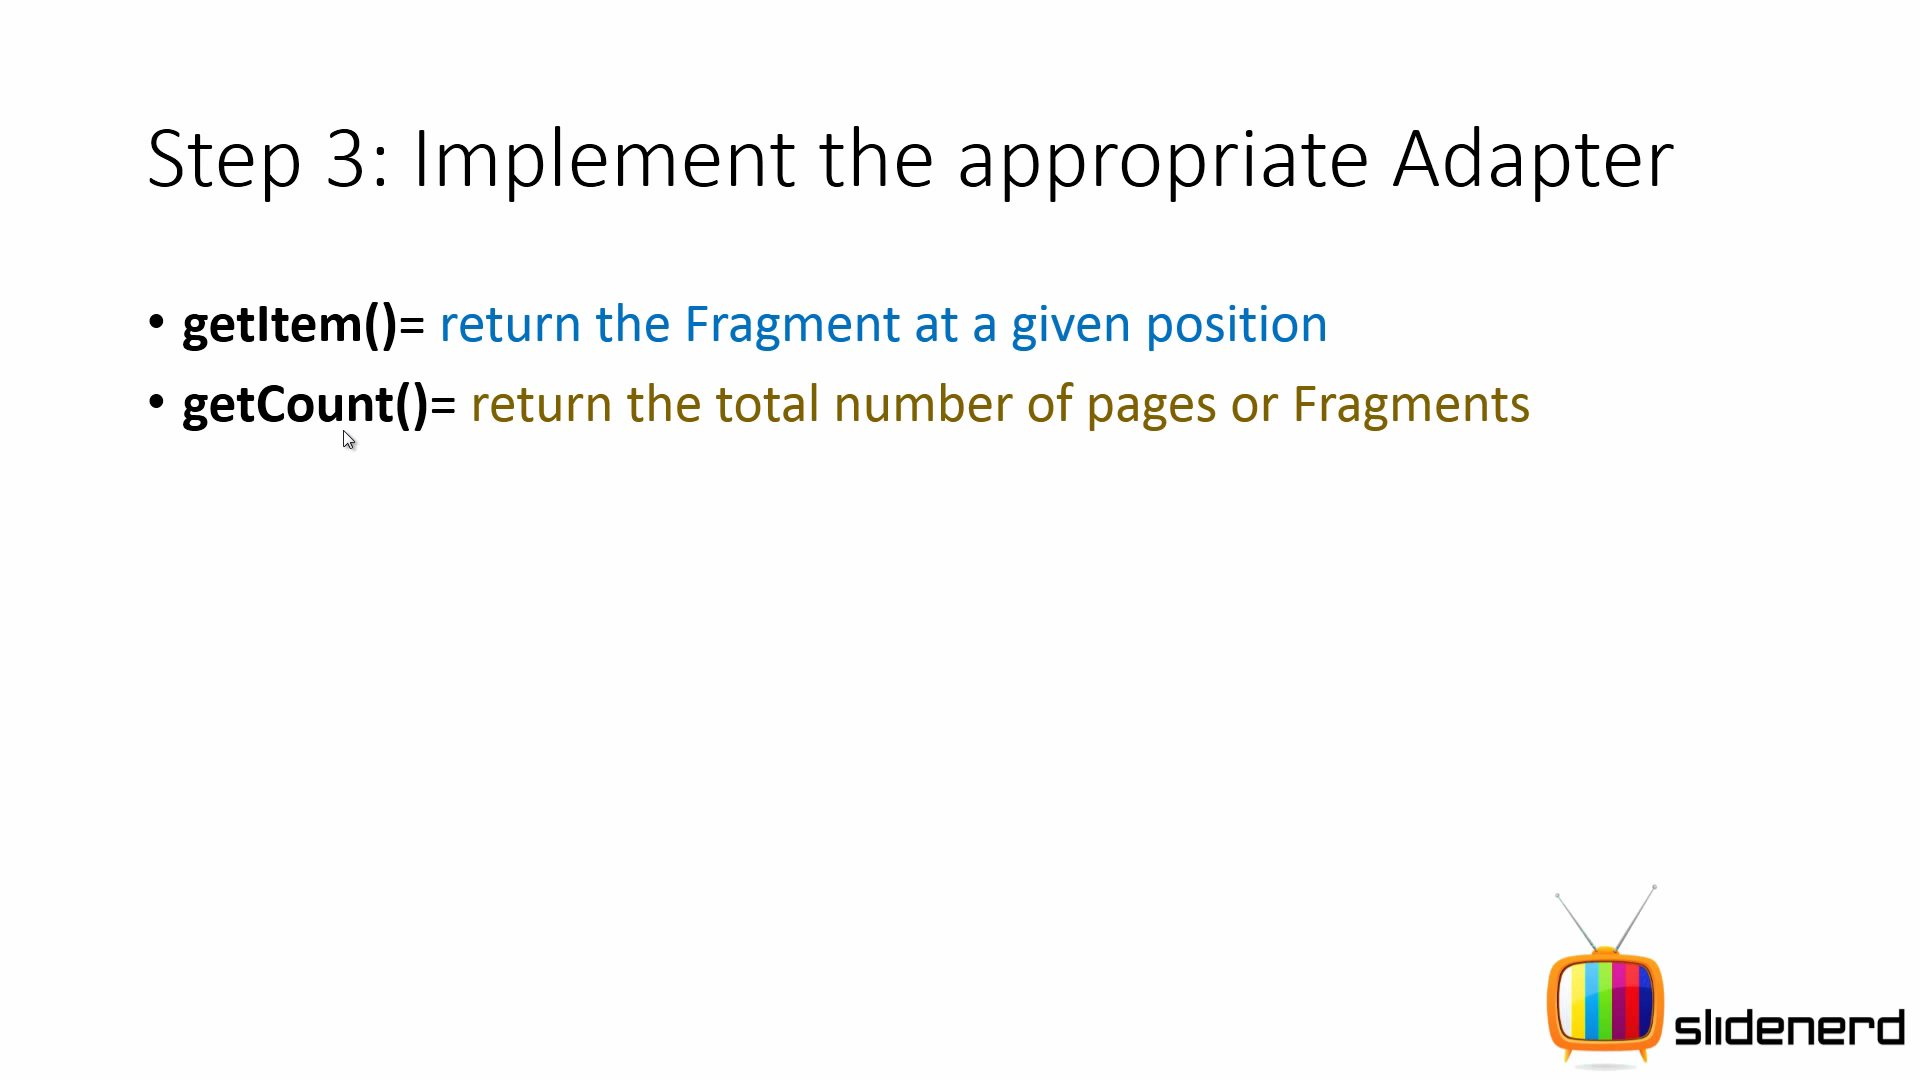 Step 3: Implement the appropriate Adapter
• getItem()= return the Fragment at a given position
• getCount()= return the total number of pages or Fragments
slidenerd